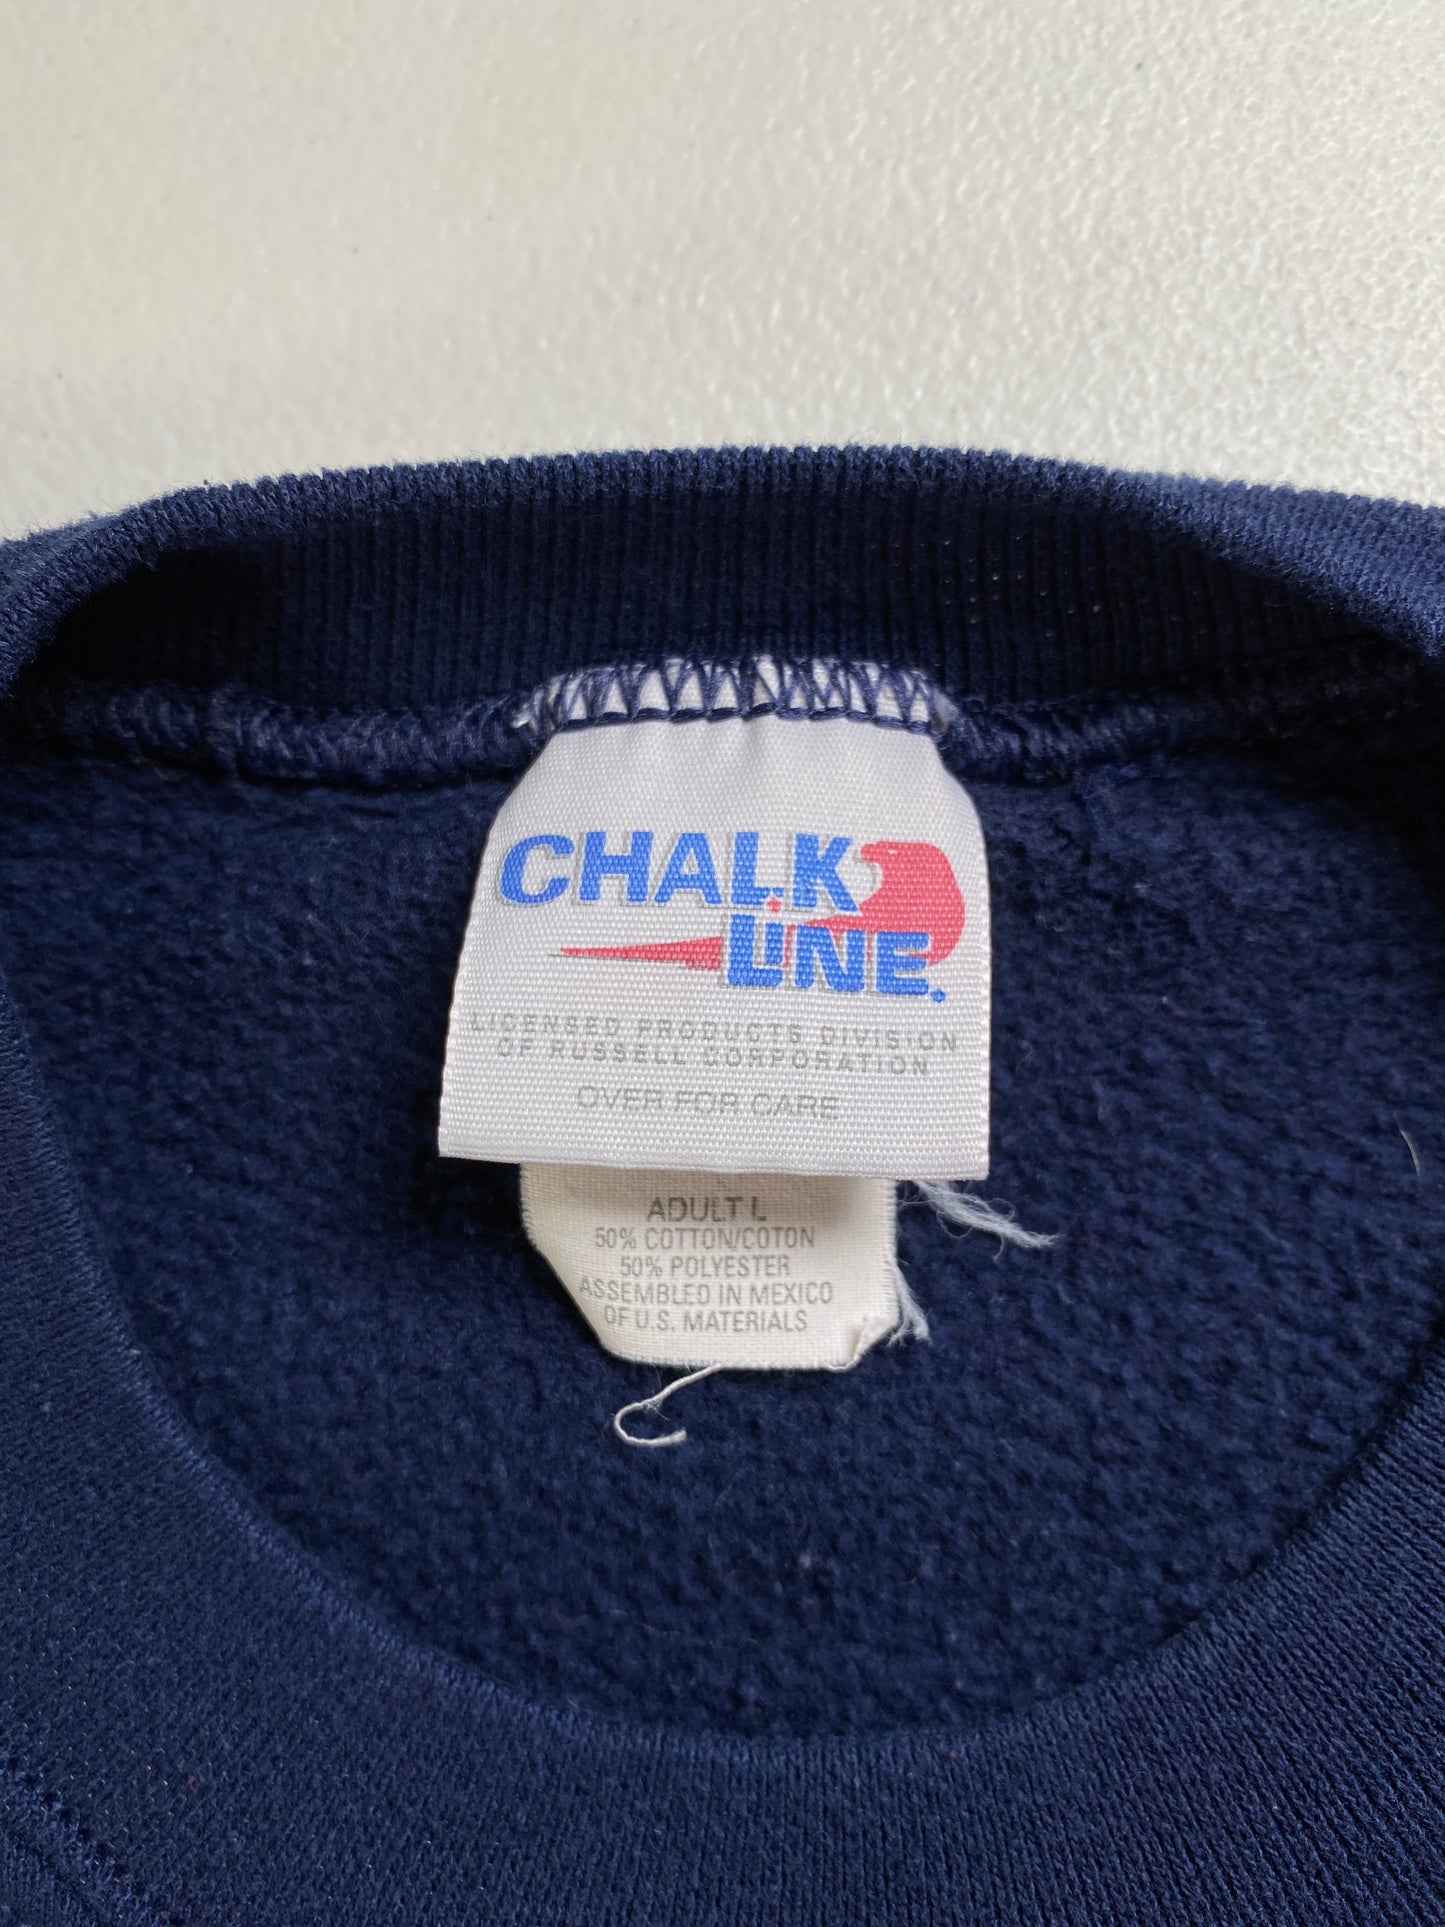 CHALK
LINE.
LICENSED PRODUCTS DIVISION
OF RUSSELL CORPORATION
OVER FOR CARE
ADULT L
50% COTTON/COTON
50% POLYESTER
ASSEMBLED IN MEXICO
OF U.S. MATERIALS